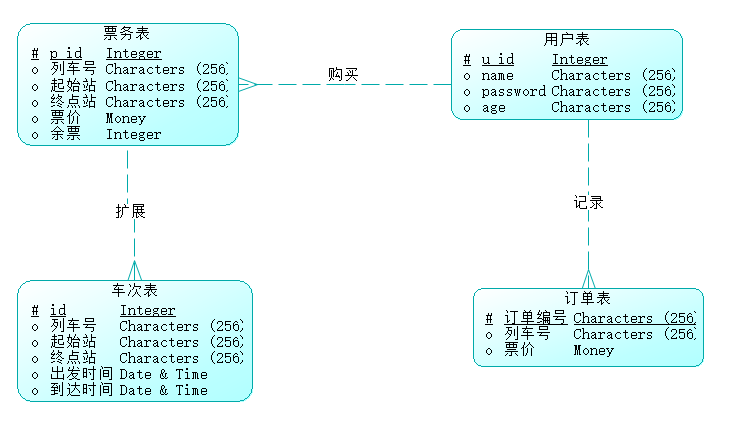 票务表
# p_id Integer
o 列车号 Characters (256)
o 起始站 Characters (256)
o 终点站 Characters (256)
o 票价 Money
o 余票 Integer
购买
用户表
# u_id Integer
o name Characters (256)
o password Characters (256)
o age Characters (256)
扩展
记录
车次表
# id Integer
o 列车号 Characters (256)
o 起始站 Characters (256)
o 终点站 Characters (256)
o 出发时间 Date & Time
o 到达时间 Date & Time
订单表
# 订单编号 Characters (256)
o 列车号 Characters (256)
o 票价 Money